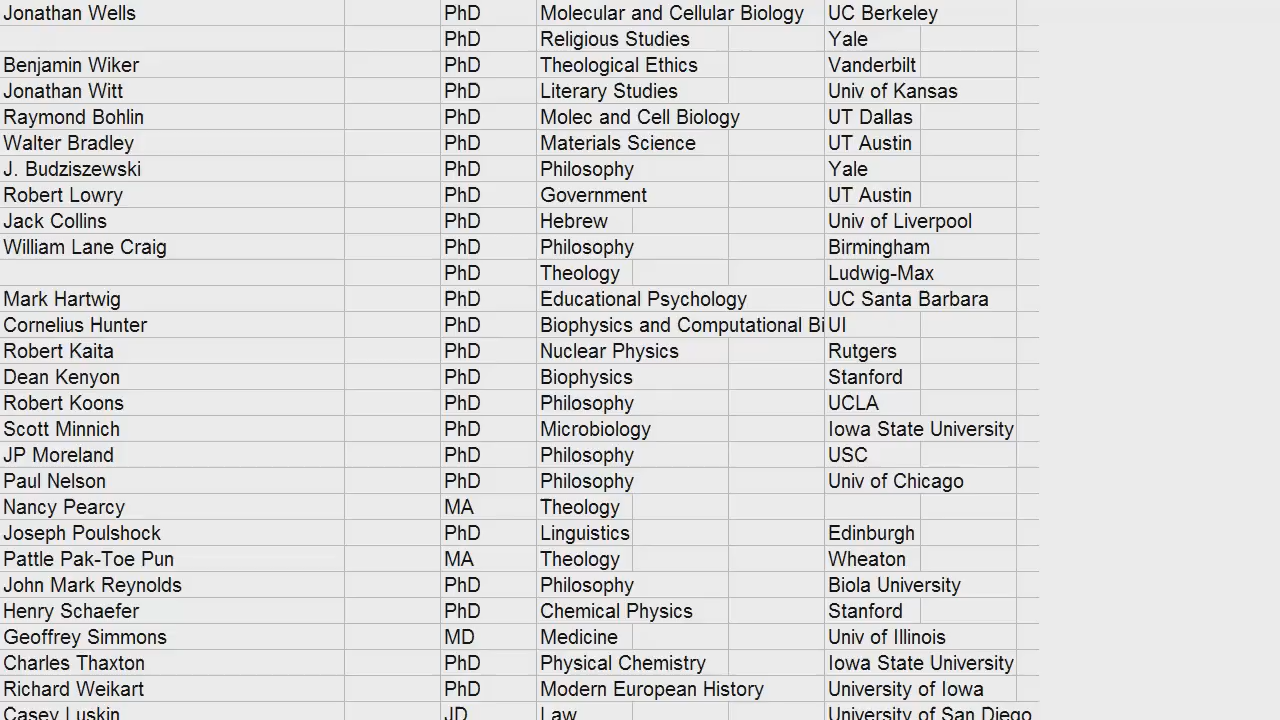 Jonathan Wells PhD Molecular and Cellular Biology UC Berkeley
PhD Religious Studies Yale
Benjamin Wiker PhD Theological Ethics Vanderbilt
Jonathan Witt PhD Literary Studies Univ of Kansas
Raymond Bohlin PhD Molec and Cell Biology UT Dallas
Walter Bradley PhD Materials Science UT Austin
J. Budziszewski PhD Philosophy Yale
Robert Lowry PhD Government UT Austin
Jack Collins PhD Hebrew Univ of Liverpool
William Lane Craig PhD Philosophy Birmingham
PhD Theology Ludwig-Max
Mark Hartwig PhD Educational Psychology UC Santa Barbara
Cornelius Hunter PhD Biophysics and Computational Bi UI
Robert Kaita PhD Nuclear Physics Rutgers
Dean Kenyon PhD Biophysics Stanford
Robert Koons PhD Philosophy UCLA
Scott Minnich PhD Microbiology Iowa State University
JP Moreland PhD Philosophy USC
Paul Nelson PhD Philosophy Univ of Chicago
Nancy Pearcy MA Theology
Joseph Poulshock PhD Linguistics Edinburgh
Pattle Pak-Toe Pun MA Theology Wheaton
John Mark Reynolds PhD Philosophy Biola University
Henry Schaefer PhD Chemical Physics Stanford
Geoffrey Simmons MD Medicine Univ of Illinois
Charles Thaxton PhD Physical Chemistry Iowa State University
Richard Weikart PhD Modern European History University of Iowa
Casey Luskin JD Law University of San Diego